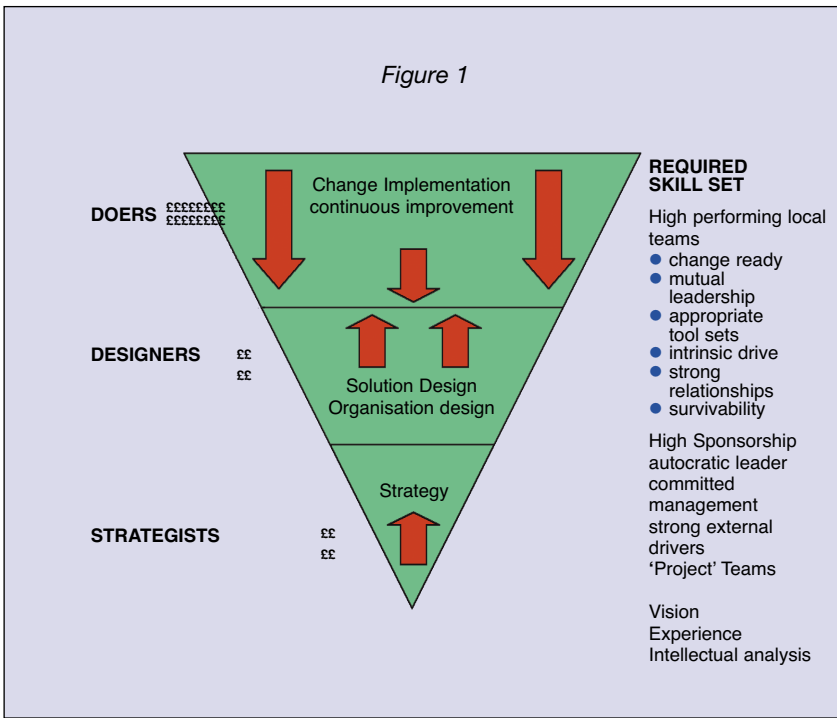 Figure 1
DOERS
££££££££
££££££££
Change Implementation
continuous improvement
DESIGNERS
££
££
Solution Design
Organisation design
STRATEGISTS
££
££
Strategy
REQUIRED
SKILL SET
High performing local
teams
● change ready
● mutual
leadership
● appropriate
tool sets
● intrinsic drive
● strong
relationships
● survivability
High Sponsorship
autocratic leader
committed
management
strong external
drivers
‘Project’ Teams
Vision
Experience
Intellectual analysis